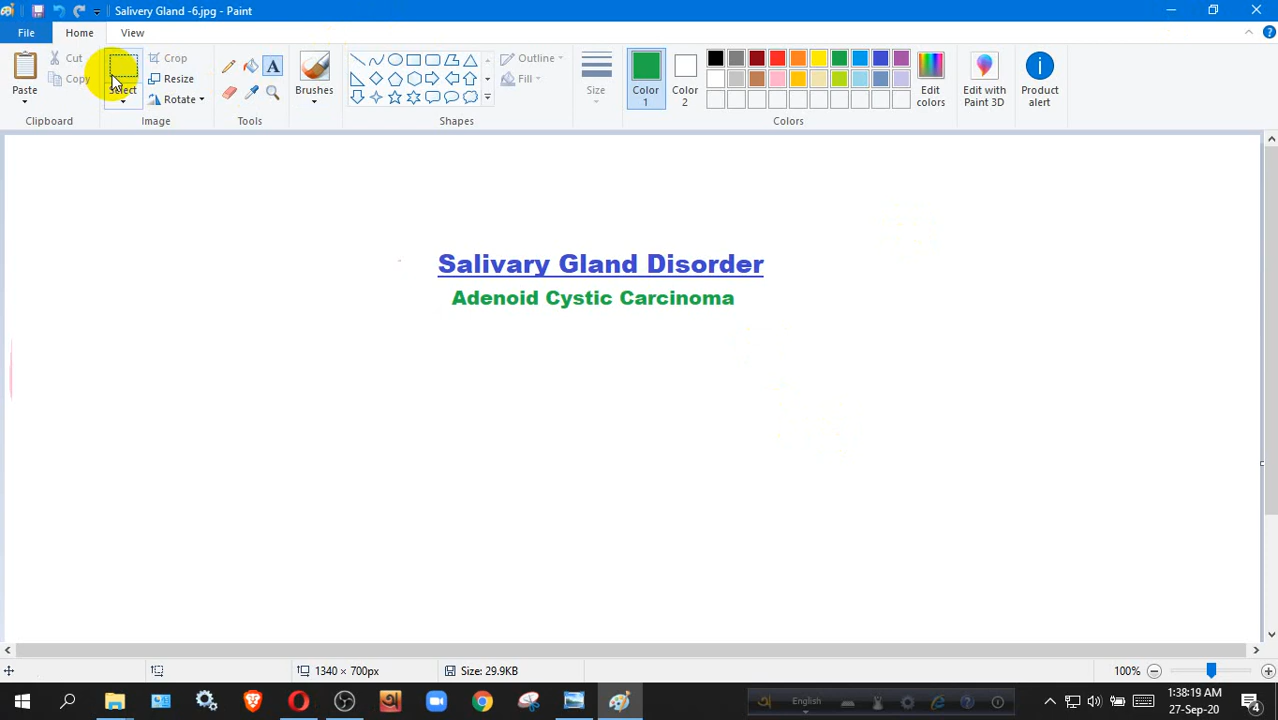 Salivery Gland -6.jpg - Paint
File Home View
Cut
Copy
Paste
Select
Crop
Resize
Rotate
A
Brushes
Outline
Fill
Size
Color 1
Color 2
Edit colors
Edit with Paint 3D
Product alert
Clipboard Image Tools Shapes Colors
Salivary Gland Disorder
Adenoid Cystic Carcinoma
1340 × 700px
Size: 29.9KB
100%
English
1:38:19 AM
27-Sep-20
4